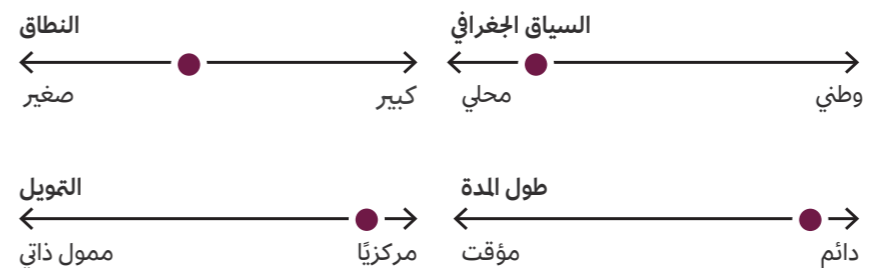 السياق الجغرافي
وطني
محلي
النطاق
كبير
صغير
طول المدة
دائم
مؤقت
التمويل
مركزيًا
ممول ذاتي